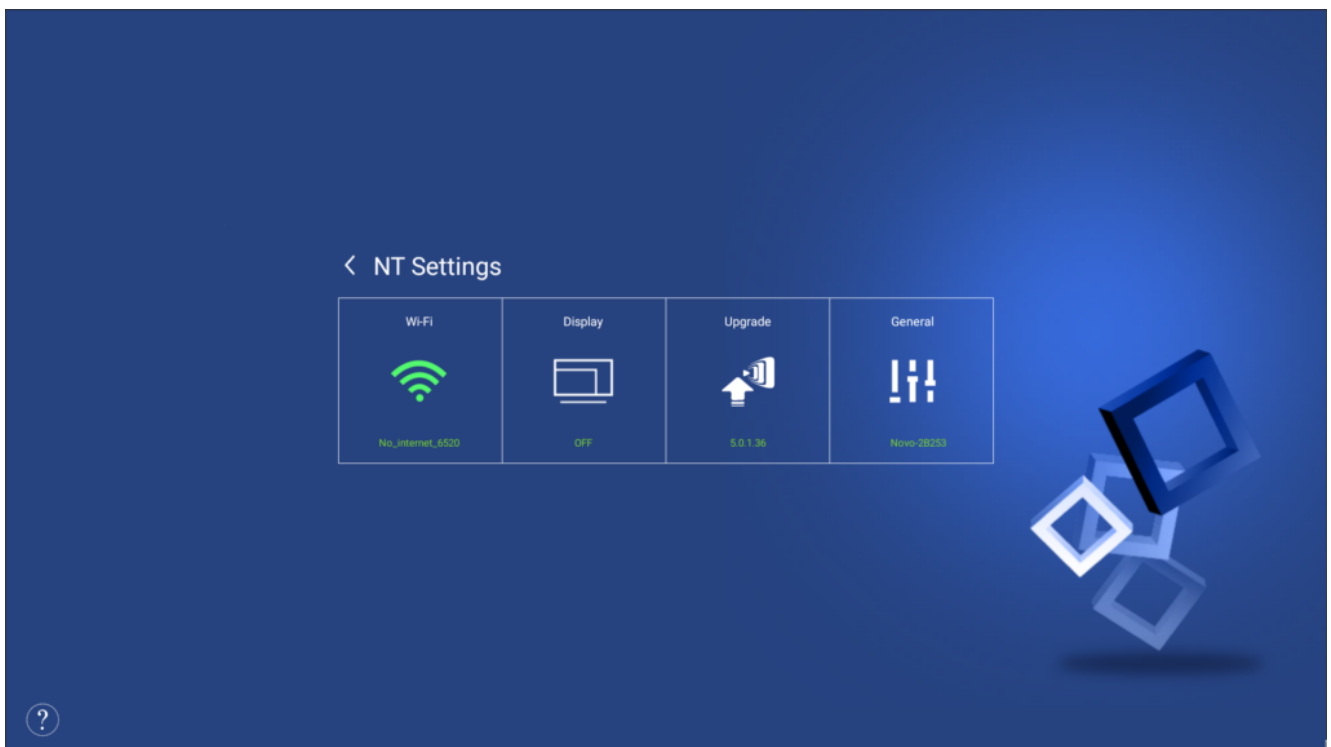 NT Settings
Wi-Fi
Display
Upgrade
General
No_internet_6520
OFF
5.0.1.36
Novo-2B253
?